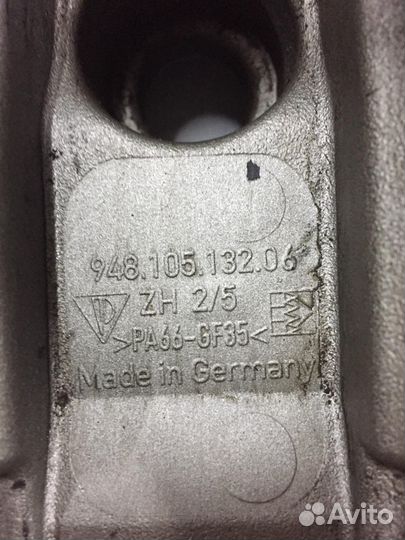 948.105.132.06
ZH 2/5
>PA66-GF35<
Made in Germany
Avito